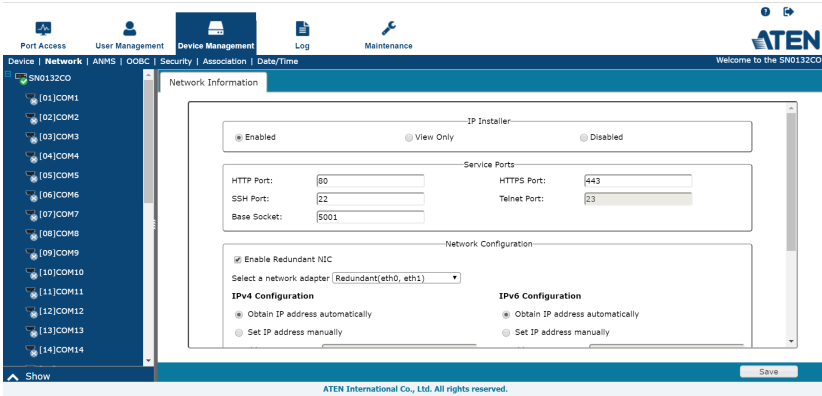 Port Access
User Management
Device Management
Log
Maintenance
ATEN
Device | Network | ANMS | OOBC | Security | Association | Date/Time
Welcome to the SN0132CO
SN0132CO
[01]COM1
[02]COM2
[03]COM3
[04]COM4
[05]COM5
[06]COM6
[07]COM7
[08]COM8
[09]COM9
[10]COM10
[11]COM11
[12]COM12
[13]COM13
[14]COM14
Show
Network Information
IP Installer
Enabled
View Only
Disabled
Service Ports
HTTP Port: 80
HTTPS Port: 443
SSH Port: 22
Telnet Port: 23
Base Socket: 5001
Network Configuration
Enable Redundant NIC
Select a network adapter Redundant(eth0, eth1)
IPv4 Configuration
IPv6 Configuration
Obtain IP address automatically
Obtain IP address automatically
Set IP address manually
Set IP address manually
Save
ATEN International Co., Ltd. All rights reserved.